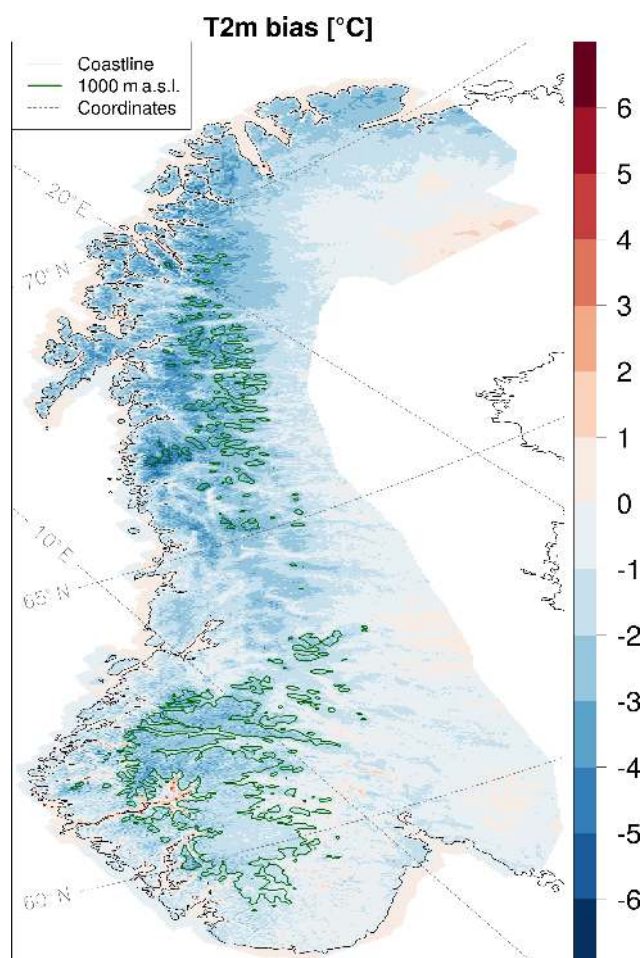 T2m bias [°C]
Coastline
1000 m a.s.l.
Coordinates
20° E
70° N
10° E
65° N
60° N
6
5
4
3
2
1
0
-1
-2
-3
-4
-5
-6